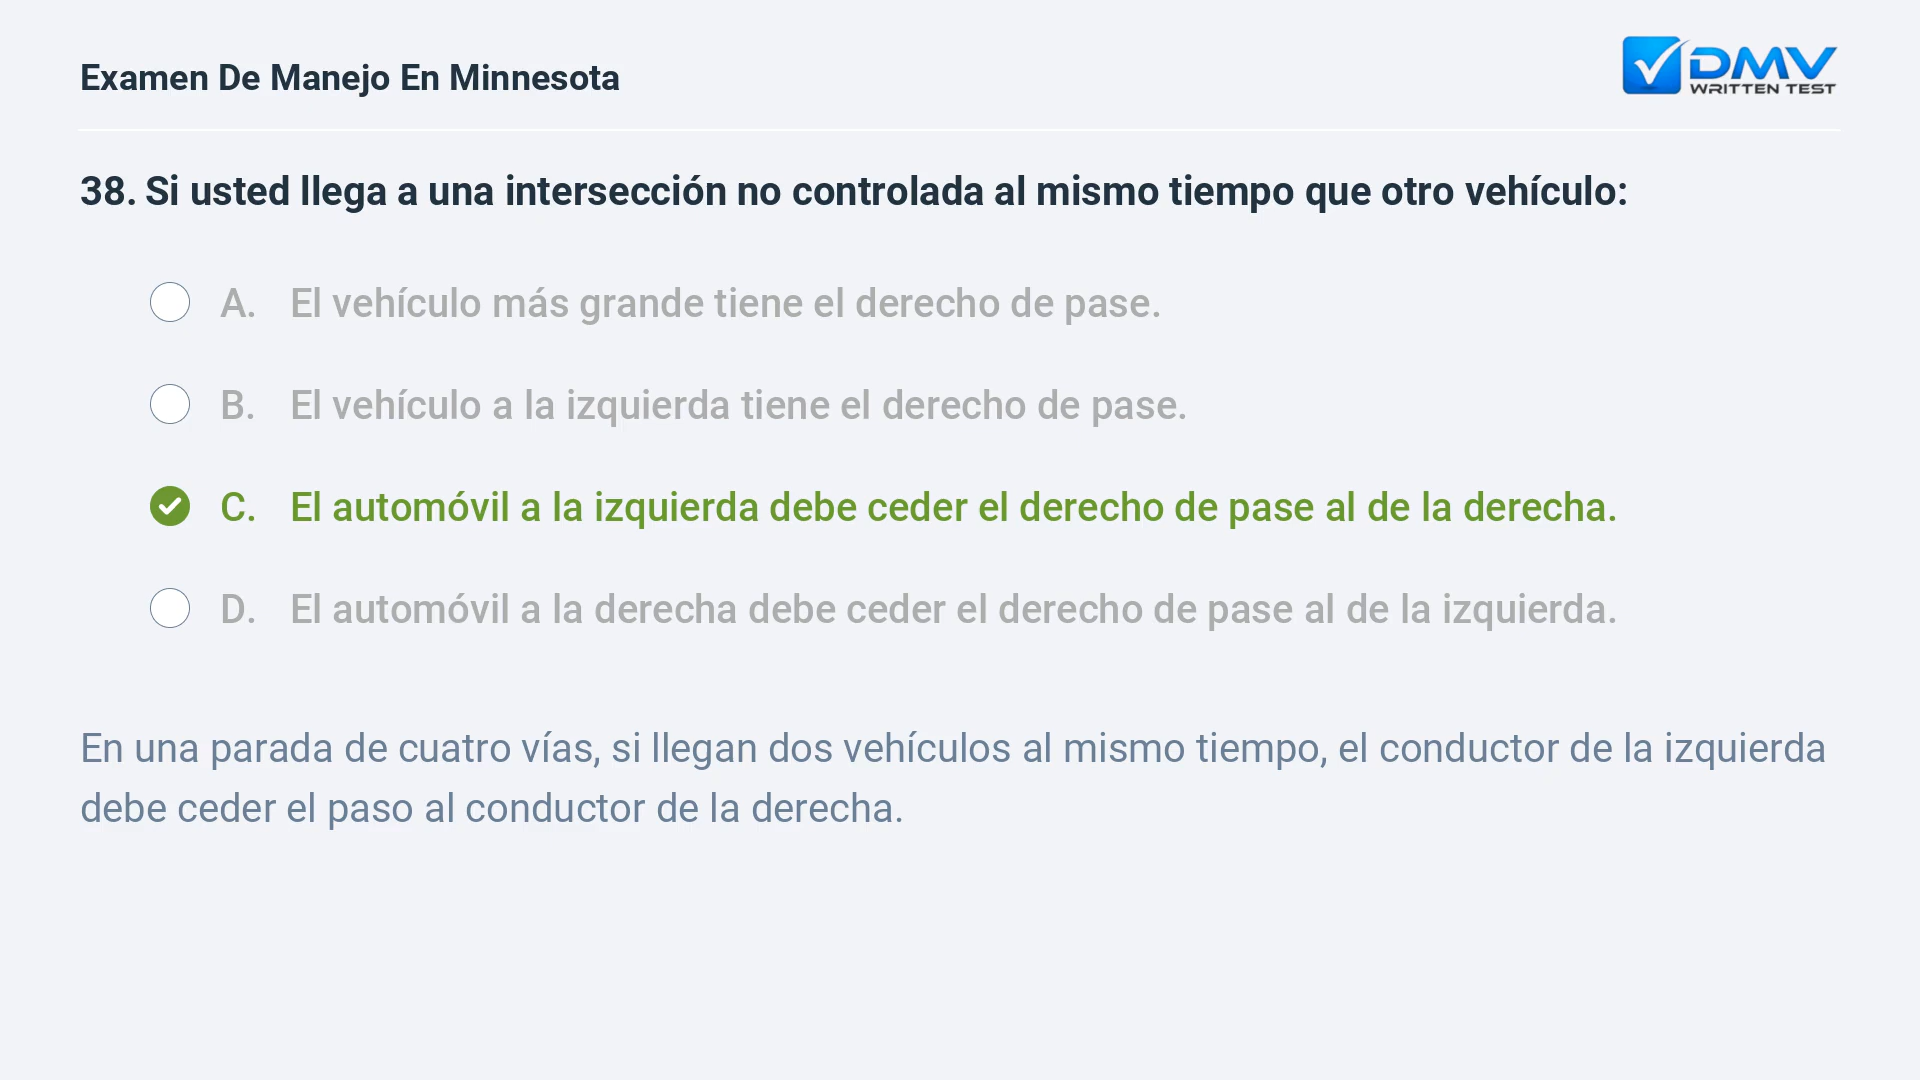 Examen De Manejo En Minnesota
DMV
WRITTEN TEST
38. Si usted llega a una intersección no controlada al mismo tiempo que otro vehículo:
A. El vehículo más grande tiene el derecho de pase.
B. El vehículo a la izquierda tiene el derecho de pase.
C. El automóvil a la izquierda debe ceder el derecho de pase al de la derecha.
D. El automóvil a la derecha debe ceder el derecho de pase al de la izquierda.
En una parada de cuatro vías, si llegan dos vehículos al mismo tiempo, el conductor de la izquierda
debe ceder el paso al conductor de la derecha.